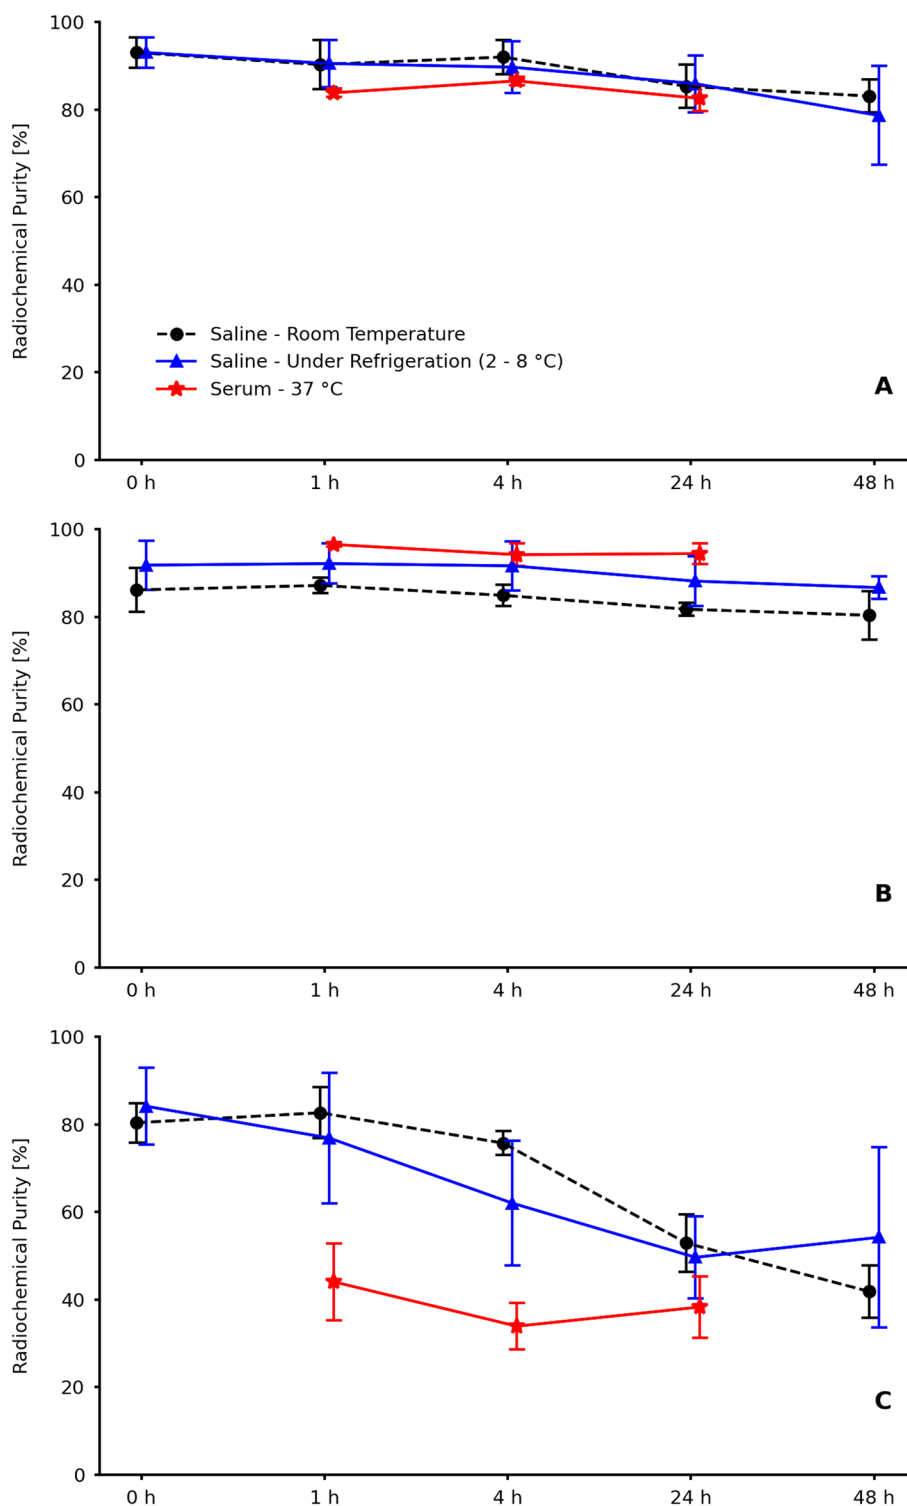 100
80
60
40
20
0
Radiochemical Purity [%]
Saline - Room Temperature
Saline - Under Refrigeration (2 - 8 °C)
Serum - 37 °C
A
0 h 1 h 4 h 24 h 48 h
100
80
60
40
20
0
Radiochemical Purity [%]
B
0 h 1 h 4 h 24 h 48 h
100
80
60
40
20
0
Radiochemical Purity [%]
C
0 h 1 h 4 h 24 h 48 h